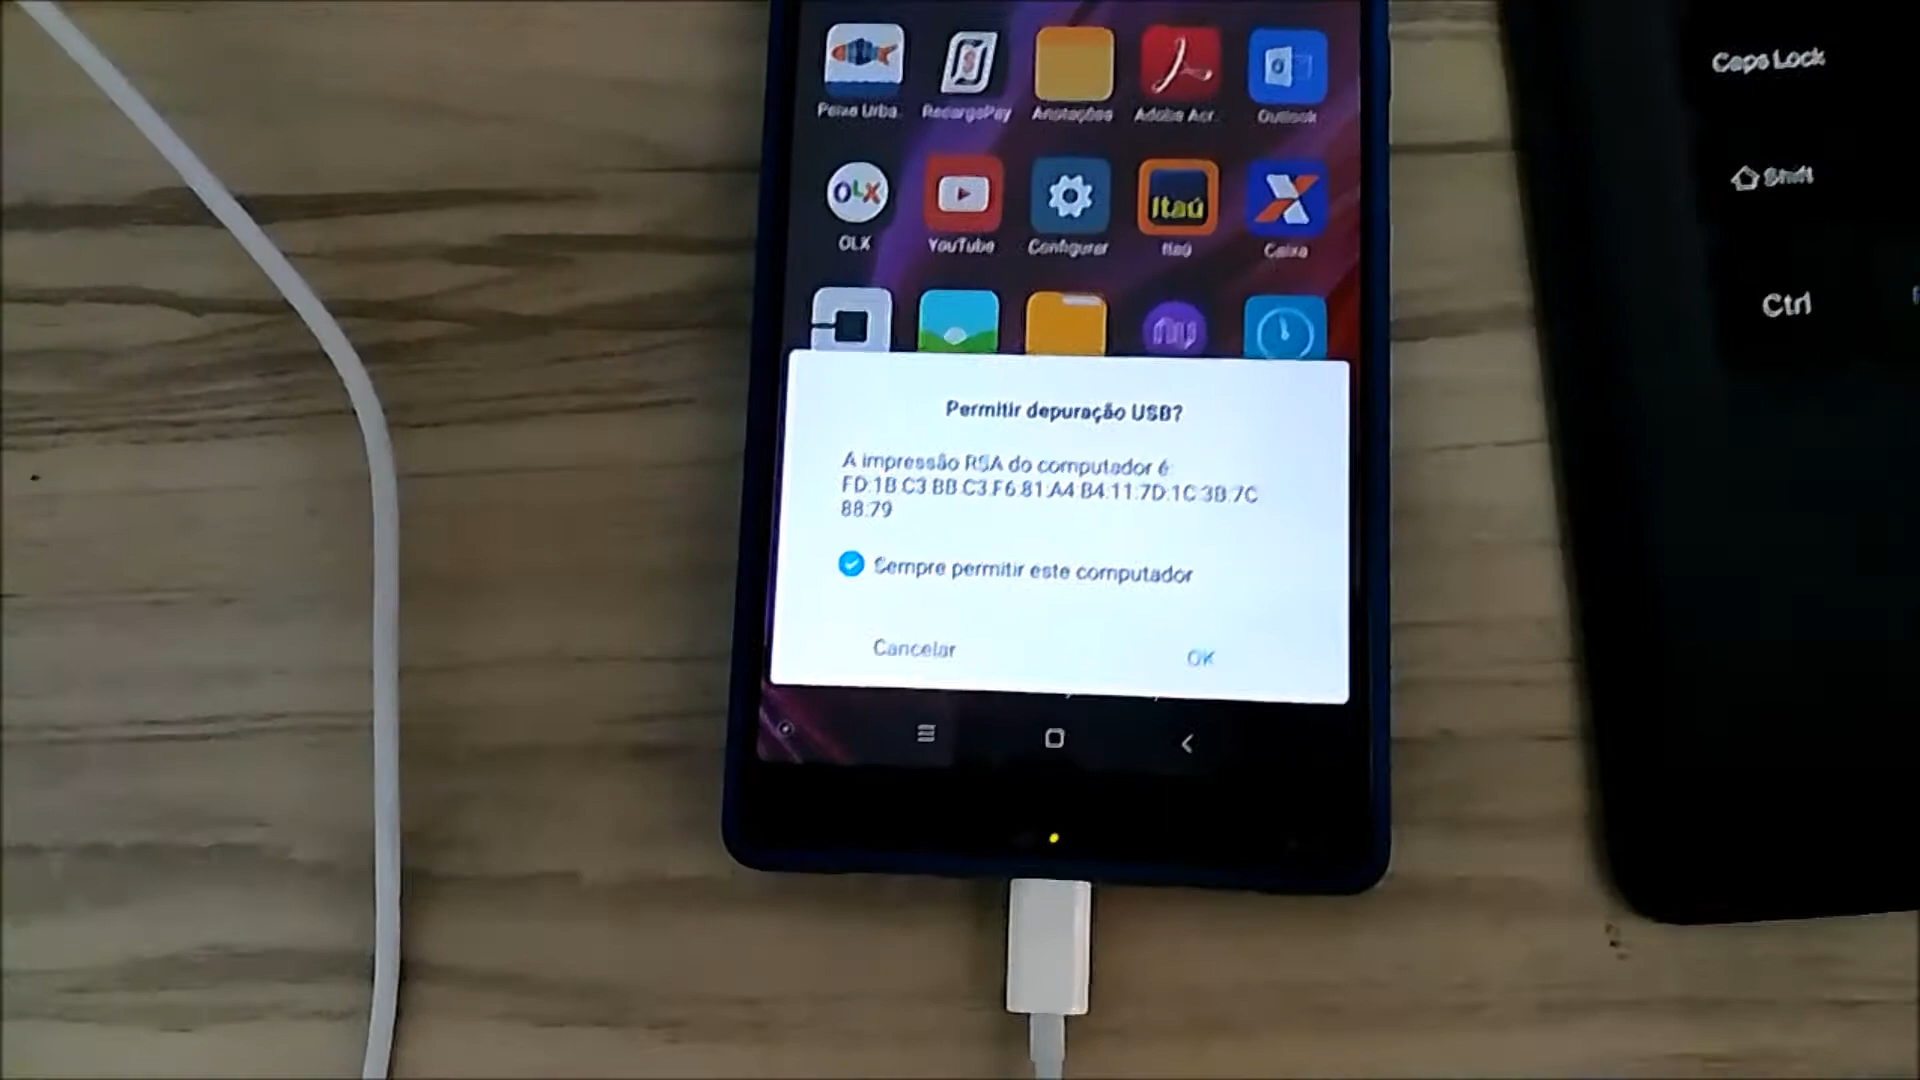 Peixe Urba..
RecargaPay
Anotações
Adobe Acr..
Outlook
OLX
OLX
YouTube
Configurar
Itaú
Itaú
Caixa
nu
Permitir depuração USB?
A impressão RSA do computador é:
FD:1B:C3:BB:C3:F6:81:A4:B4:11:7D:1C:3B:7C
88:79
Sempre permitir este computador
Cancelar
OK
Caps Lock
Shift
Ctrl